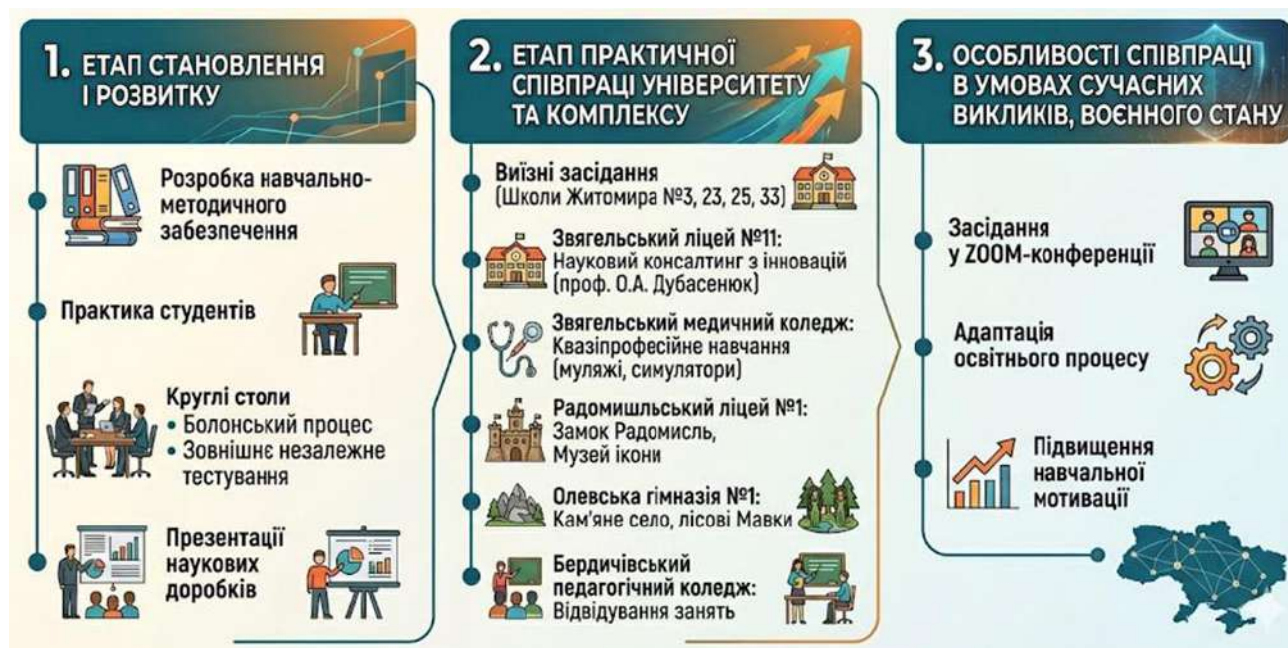 1. ЕТАП СТАНОВЛЕННЯ
І РОЗВИТКУ
Розробка навчально-
методичного
забезпечення
Практика студентів
Круглі столи
• Болонський процес
• Зовнішнє незалежне
тестування
Презентації
наукових
доробків
2. ЕТАП ПРАКТИЧНОЇ
СПІВПРАЦІ УНІВЕРСИТЕТУ
ТА КОМПЛЕКСУ
Виїзні засідання
(Школи Житомира №3, 23, 25, 33)
Звягельський ліцей №11:
Науковий консалтинг з інновацій
(проф. О.А. Дубасенюк)
Звягельський медичний коледж:
Квазіпрофесійне навчання
(муляжі, симулятори)
Радомишльський ліцей №1:
Замок Радомисль,
Музей ікони
Олевська гімназія №1:
Кам'яне село, лісові Мавки
Бердичівський
педагогічний коледж:
Відвідування занять
3. ОСОБЛИВОСТІ СПІВПРАЦІ
В УМОВАХ СУЧАСНИХ
ВИКЛИКІВ, ВОЄННОГО СТАНУ
Засідання
у ZOOM-конференції
Адаптація
освітнього процесу
Підвищення
навчальної
мотивації